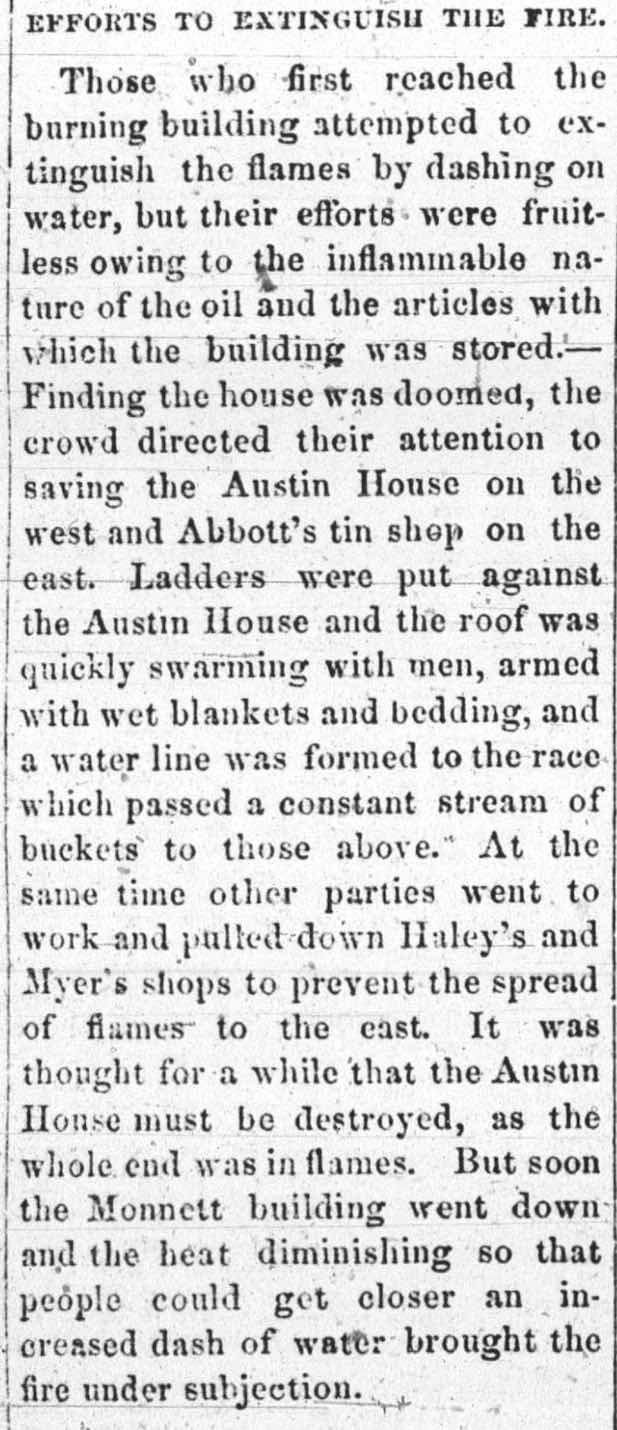 EFFORTS TO EXTINGUISH THE FIRE.
Those who first reached the
burning building attempted to ex-
tinguish the flames by dashing on
water, but their efforts were fruit-
less owing to the inflammable na-
ture of the oil and the articles with
which the building was stored.—
Finding the house was doomed, the
crowd directed their attention to
saving the Austin House on the
west and Abbott's tin shop on the
east. Ladders were put against
the Austin House and the roof was
quickly swarming with men, armed
with wet blankets and bedding, and
a water line was formed to the race
which passed a constant stream of
buckets to those above. At the
same time other parties went to
work and pulled down Haley's and
Myer's shops to prevent the spread
of flames to the east. It was
thought for a while that the Austin
House must be destroyed, as the
whole end was in flames. But soon
the Monnett building went down
and the heat diminishing so that
people could get closer an in-
creased dash of water brought the
fire under subjection.